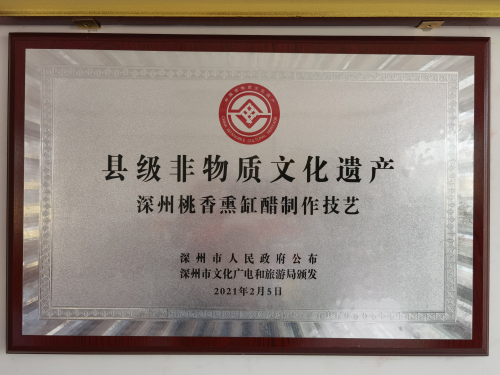 县级非物质文化遗产
深州桃香熏缸醋制作技艺
深州市人民政府公布
深州市文化广电和旅游局颁发
2021年2月5日